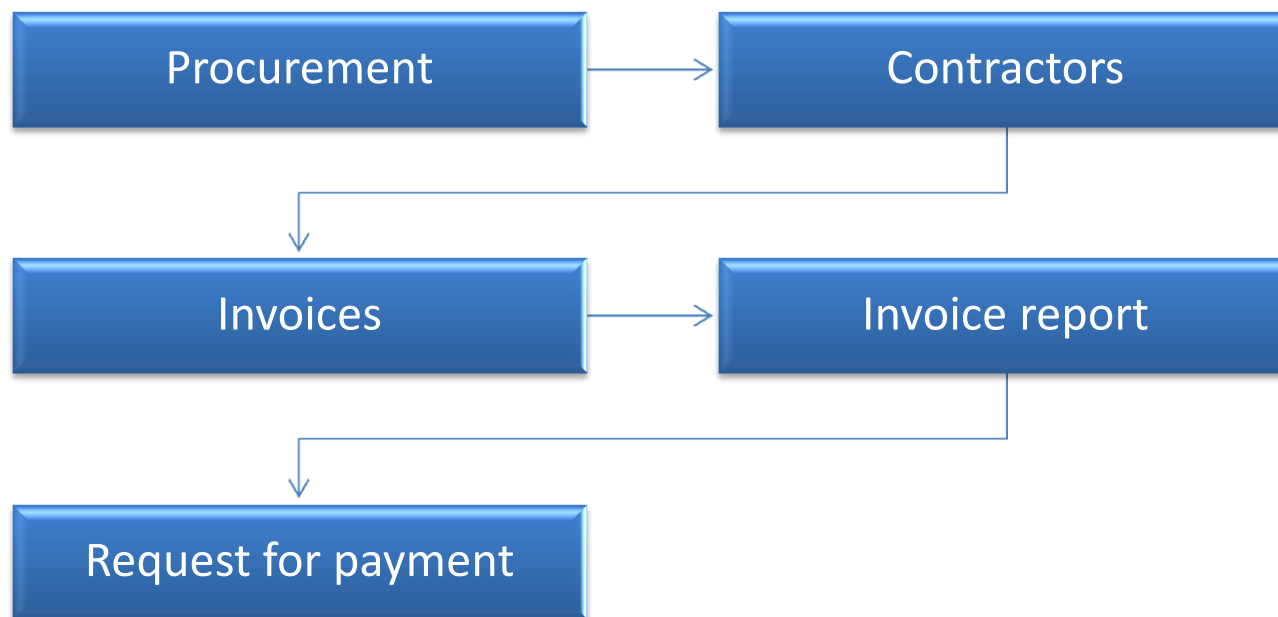 Procurement
Contractors
Invoices
Invoice report
Request for payment